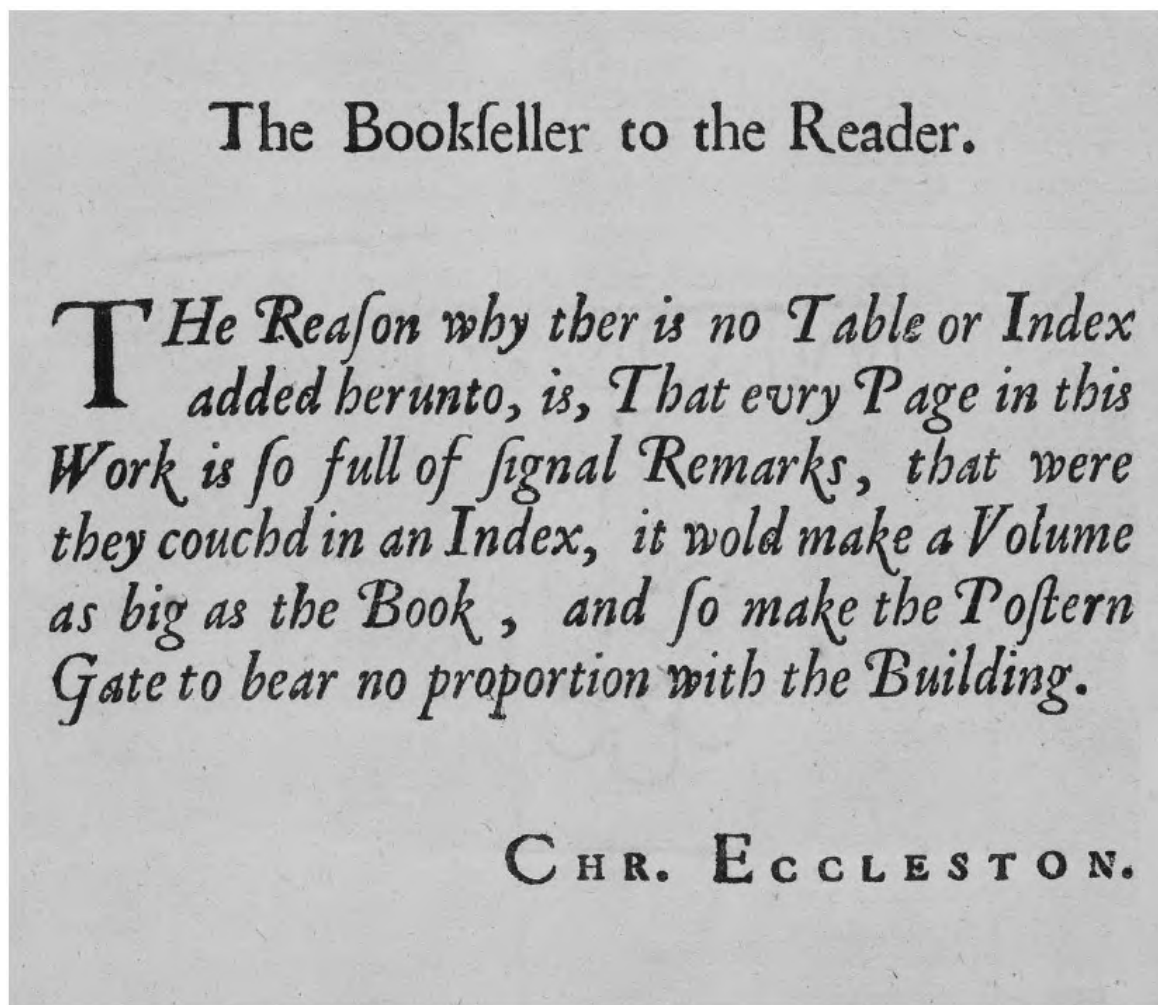 The Bookſeller to the Reader.
THe Reaſon why ther is no Table or Index
added herunto, is, That evry Page in this
Work is ſo full of ſignal Remarks, that were
they couchd in an Index, it wold make a Volume
as big as the Book, and ſo make the Poſtern
Gate to bear no proportion with the Building.
CHR. ECCLESTON.